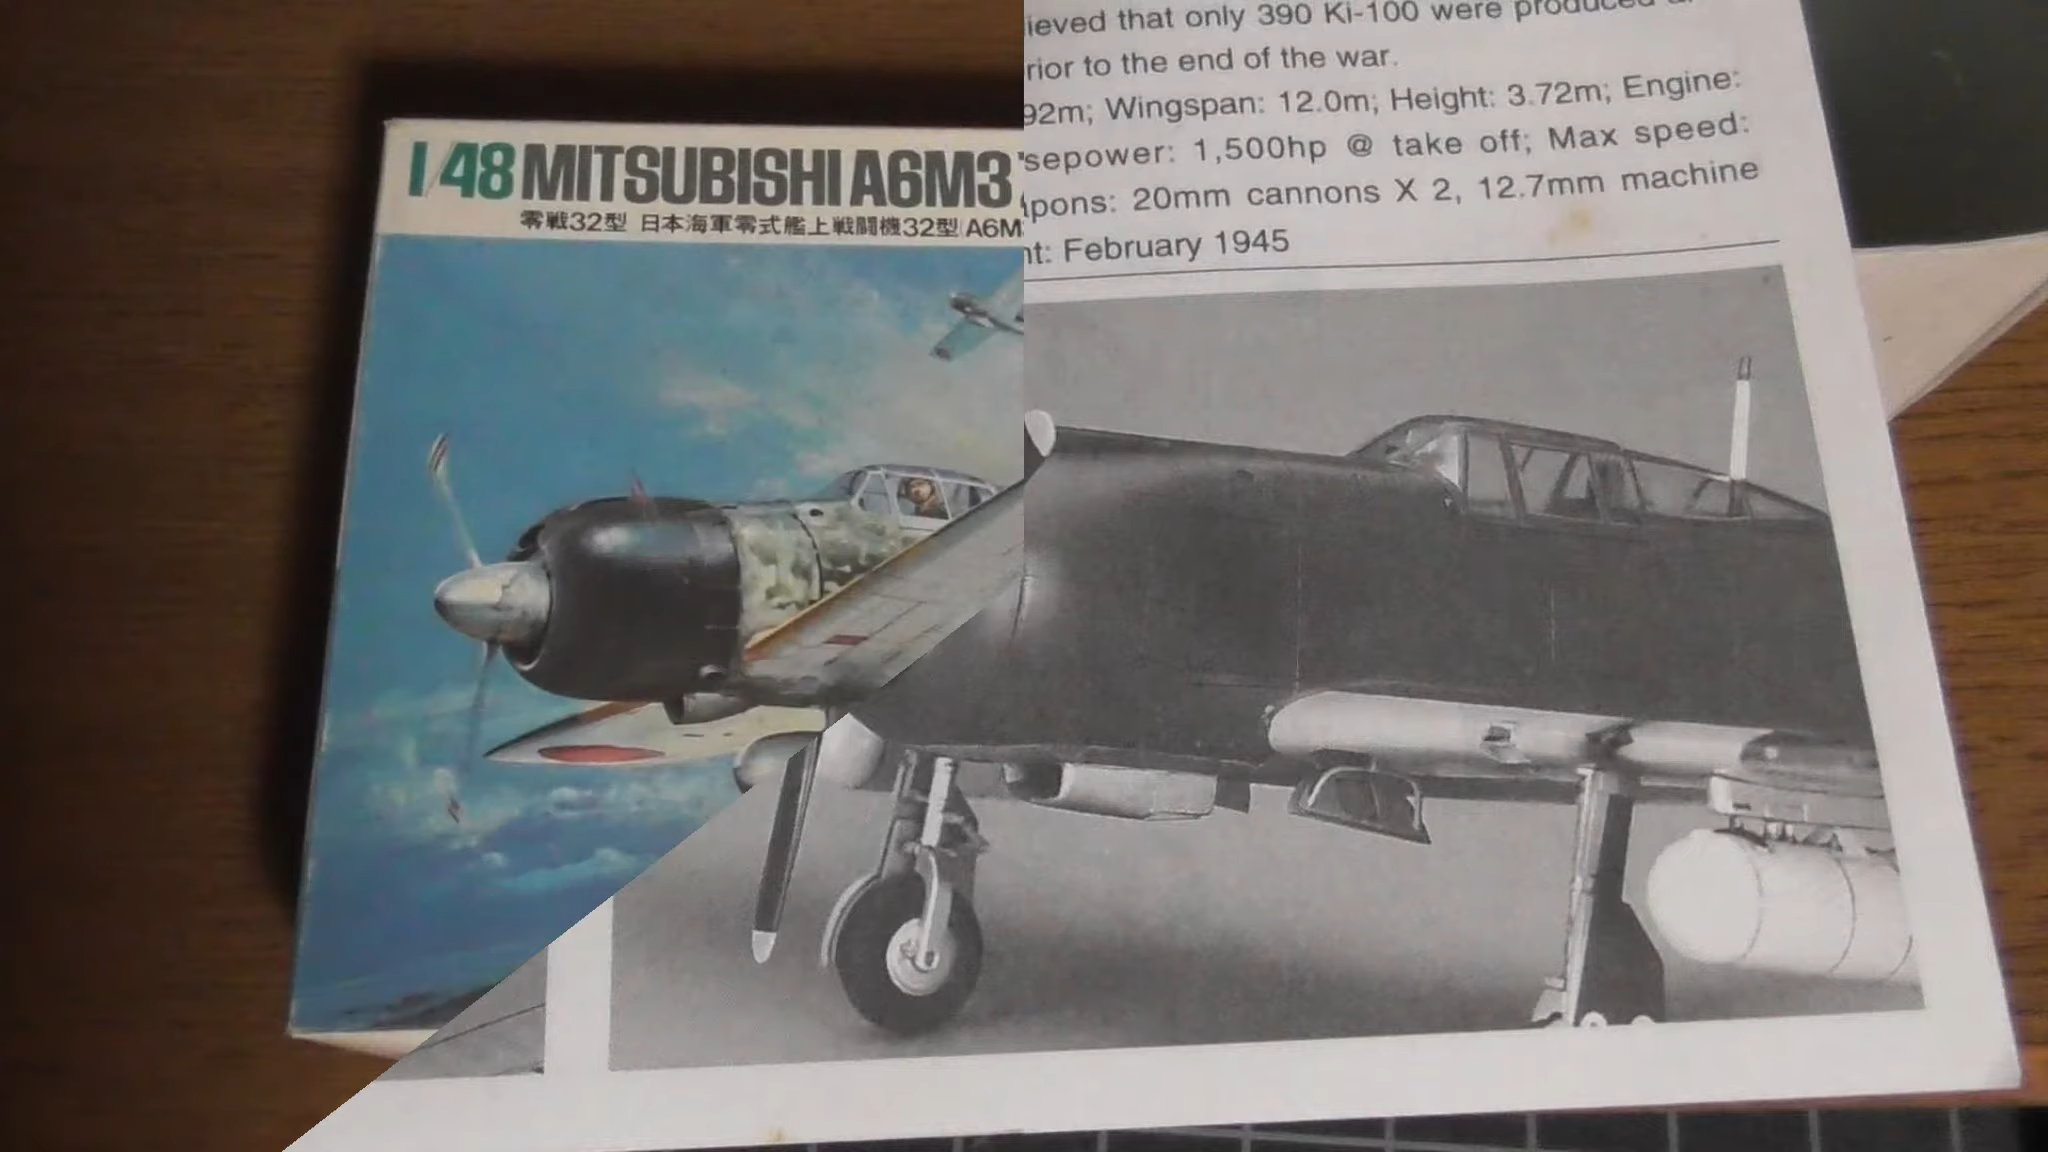 1/48 MITSUBISHI A6M3
零戦32型 日本海軍零式艦上戦闘機32型(A6M
ieved that only 390 Ki-100 were produced
rior to the end of the war.
92m; Wingspan: 12.0m; Height: 3.72m; Engine:
sepower: 1,500hp @ take off; Max speed:
pons: 20mm cannons X 2, 12.7mm machine
nt: February 1945